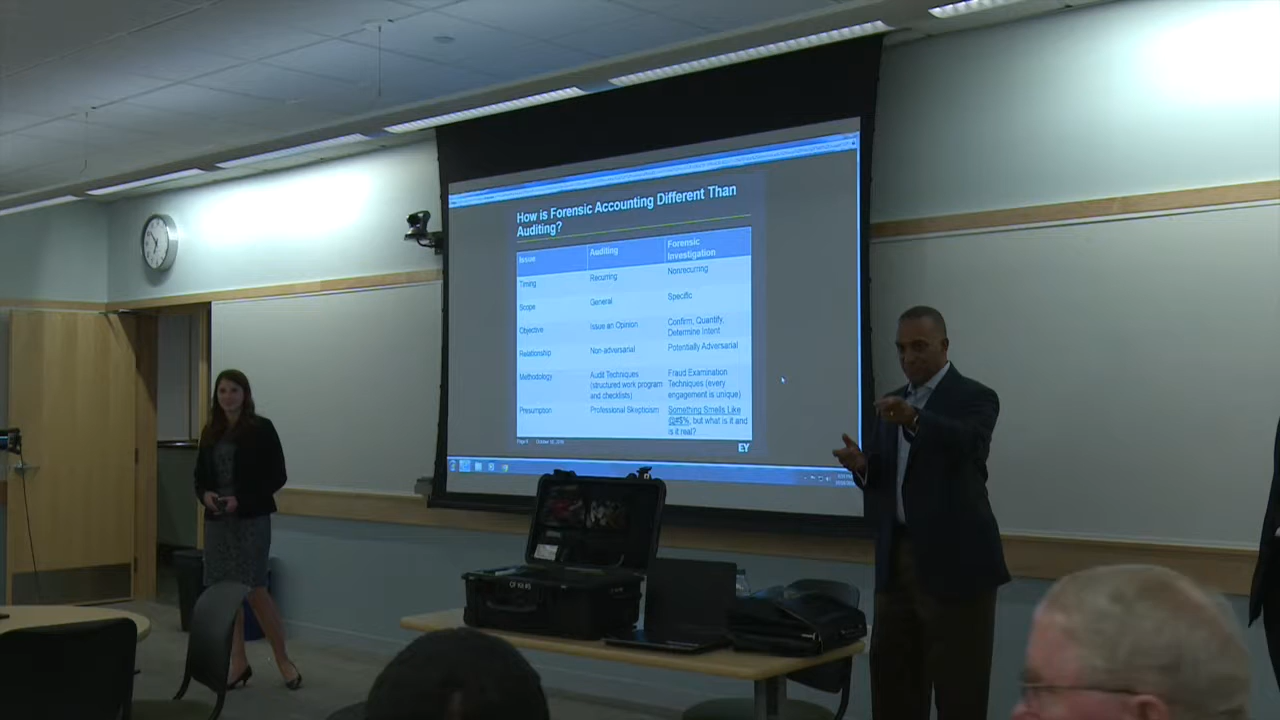 How is Forensic Accounting Different Than
Auditing?
Issue
Auditing
Forensic
Investigation
Timing
Recurring
Nonrecurring
Scope
General
Specific
Objective
Issue an Opinion
Confirm, Quantify,
Determine Intent
Relationship
Non-adversarial
Potentially Adversarial
Methodology
Audit Techniques
(structured work program
and checklists)
Fraud Examination
Techniques (every
engagement is unique)
Presumption
Professional Skepticism
Something Smells Like
@#$%, but what is it and
is it real?
EY